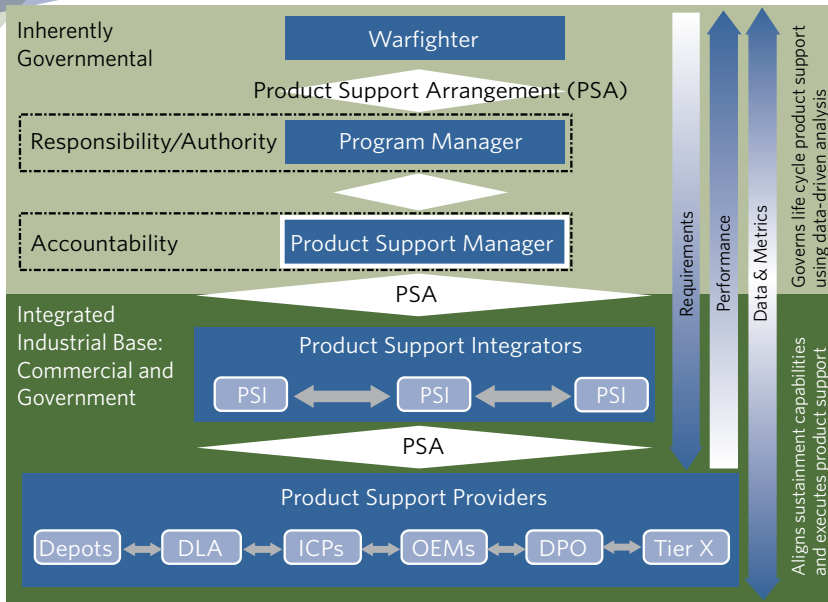 Inherently
Governmental
Warfighter
Product Support Arrangement (PSA)
Responsibility/Authority
Program Manager
Accountability
Product Support Manager
PSA
Integrated
Industrial Base:
Commercial and
Government
Product Support Integrators
PSI
PSI
PSI
PSA
Product Support Providers
Depots
DLA
ICPs
OEMs
DPO
Tier X
Requirements
Performance
Data & Metrics
Governs life cycle product support
using data-driven analysis
Aligns sustainment capabilities
and executes product support